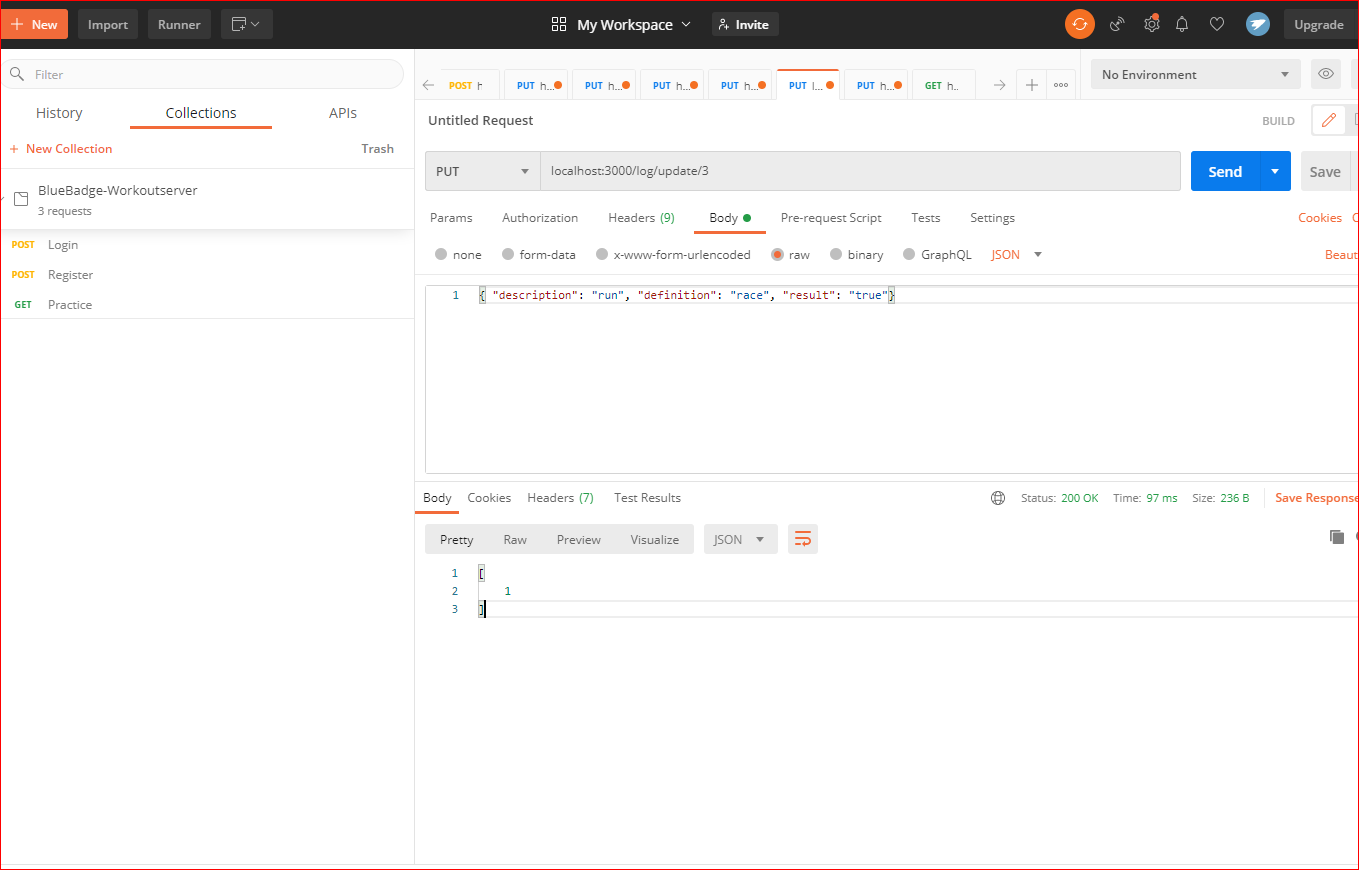 New Import Runner My Workspace Invite Upgrade
Filter
History Collections APIs
New Collection Trash
BlueBadge-Workoutserver
3 requests
POST Login
POST Register
GET Practice
POST PUT h... PUT h... PUT h... PUT h... PUT l... PUT h... GET h.. No Environment
Untitled Request BUILD
PUT localhost:3000/log/update/3 Send Save
Params Authorization Headers (9) Body Pre-request Script Tests Settings Cookies
none form-data x-www-form-urlencoded raw binary GraphQL JSON Beaut
1 { "description": "run", "definition": "race", "result": "true"}
Body Cookies Headers (7) Test Results Status: 200 OK Time: 97 ms Size: 236 B Save Response
Pretty Raw Preview Visualize JSON
1 [
2 1
3 ]